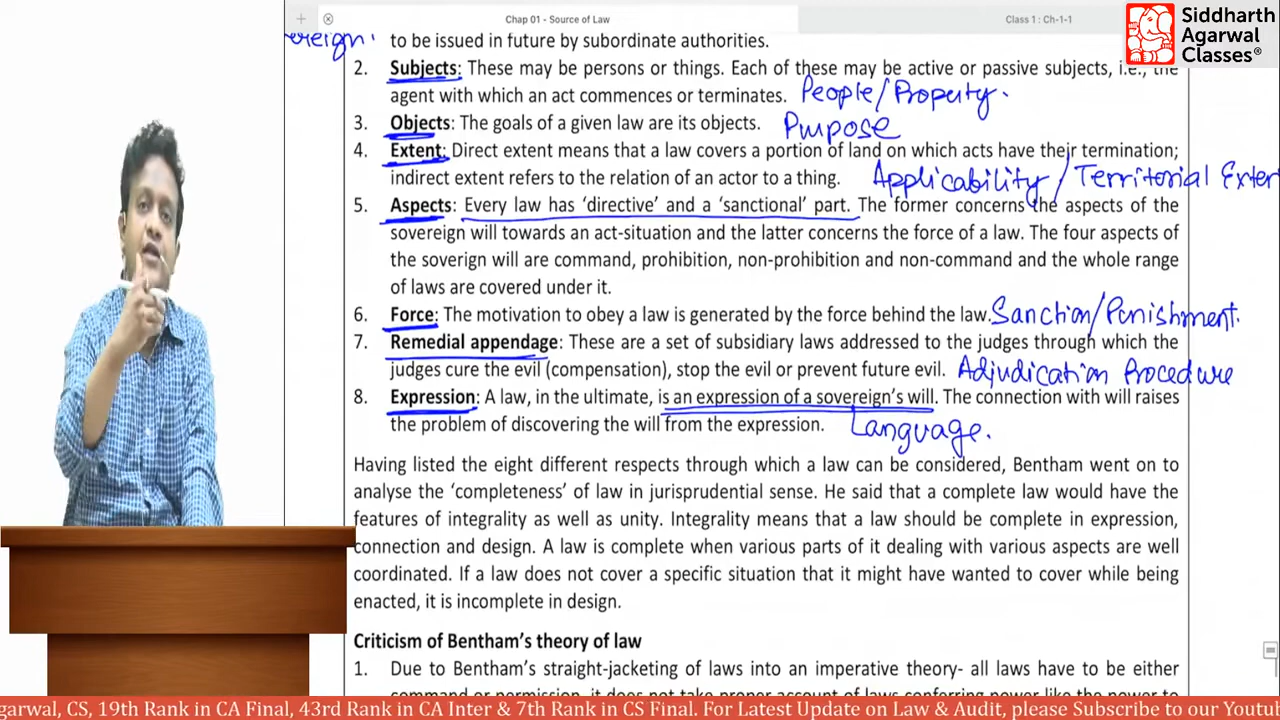 Chap 01 - Source of Law
Class 1 : Ch-1-1
Siddharth
Agarwal
Classes®
to be issued in future by subordinate authorities.
2. Subjects: These may be persons or things. Each of these may be active or passive subjects, i.e., the
agent with which an act commences or terminates. People/Property.
3. Objects: The goals of a given law are its objects. Purpose
4. Extent: Direct extent means that a law covers a portion of land on which acts have their termination;
indirect extent refers to the relation of an actor to a thing. Applicability/Territorial
5. Aspects: Every law has ‘directive’ and a ‘sanctional’ part. The former concerns the aspects of the
sovereign will towards an act-situation and the latter concerns the force of a law. The four aspects of
the soverign will are command, prohibition, non-prohibition and non-command and the whole range
of laws are covered under it.
6. Force: The motivation to obey a law is generated by the force behind the law. Sanction/Punishment.
7. Remedial appendage: These are a set of subsidiary laws addressed to the judges through which the
judges cure the evil (compensation), stop the evil or prevent future evil. Adjudication Procedure
8. Expression: A law, in the ultimate, is an expression of a sovereign’s will. The connection with will raises
the problem of discovering the will from the expression. Language.
Having listed the eight different respects through which a law can be considered, Bentham went on to
analyse the ‘completeness’ of law in jurisprudential sense. He said that a complete law would have the
features of integrality as well as unity. Integrality means that a law should be complete in expression,
connection and design. A law is complete when various parts of it dealing with various aspects are well
coordinated. If a law does not cover a specific situation that it might have wanted to cover while being
enacted, it is incomplete in design.
Criticism of Bentham’s theory of law
1. Due to Bentham’s straight-jacketing of laws into an imperative theory- all laws have to be either
garwal, CS, 19th Rank in CA Final, 43rd Rank in CA Inter & 7th Rank in CS Final. For Latest Update on Law & Audit, please Subscribe to our Youtub